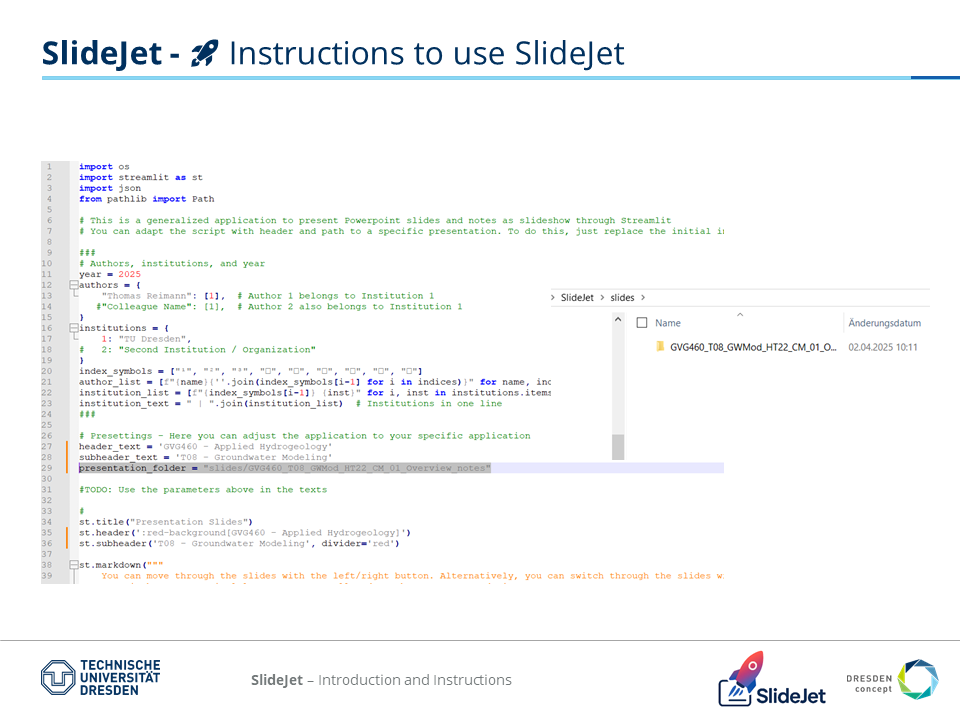 SlideJet - 🚀 Instructions to use SlideJet
1 import os
2 import streamlit as st
3 import json
4 from pathlib import Path
5
6 # This is a generalized application to present Powerpoint slides and notes as slideshow through Streamlit
7 # You can adapt the script with header and path to a specific presentation. To do this, just replace the initial i
8
9 ###
10 # Authors, institutions, and year
11 year = 2025
12 authors = {
13 "Thomas Reimann": [1], # Author 1 belongs to Institution 1
14 #"Colleague Name": [1], # Author 2 also belongs to Institution 1
15 }
16 institutions = {
17 1: "TU Dresden",
18 # 2: "Second Institution / Organization"
19 }
20 index_symbols = ["¹", "²", "³", "□", "□", "□", "□", "□", "□"]
21 author_list = [f"{name}{''.join(index_symbols[i-1] for i in indices)}" for name, ind
22 institution_list = [f"{index_symbols[i-1]} {inst}" for i, inst in institutions.items
23 institution_text = " | ".join(institution_list) # Institutions in one line
24 ###
25
26 # Presettings - Here you can adjust the application to your specific application
27 header_text = 'GVG460 - Applied Hydrogeology'
28 subheader_text = 'T08 - Groundwater Modeling'
29 presentation_folder = "slides/GVG460_T08_GWMod_HT22_CM_01_Overview_notes"
30
31 #TODO: Use the parameters above in the texts
32
33 #
34 st.title("Presentation Slides")
35 st.header(':red-background[GVG460 - Applied Hydrogeology]')
36 st.subheader('T08 - Groundwater Modeling', divider='red')
37
38 st.markdown("""
39 You can move through the slides with the left/right button. Alternatively, you can switch through the slides w
> SlideJet > slides >
Name Änderungsdatum
GVG460_T08_GWMod_HT22_CM_01_O... 02.04.2025 10:11
TECHNISCHE
UNIVERSITÄT
DRESDEN
SlideJet – Introduction and Instructions
SlideJet
DRESDEN
concept